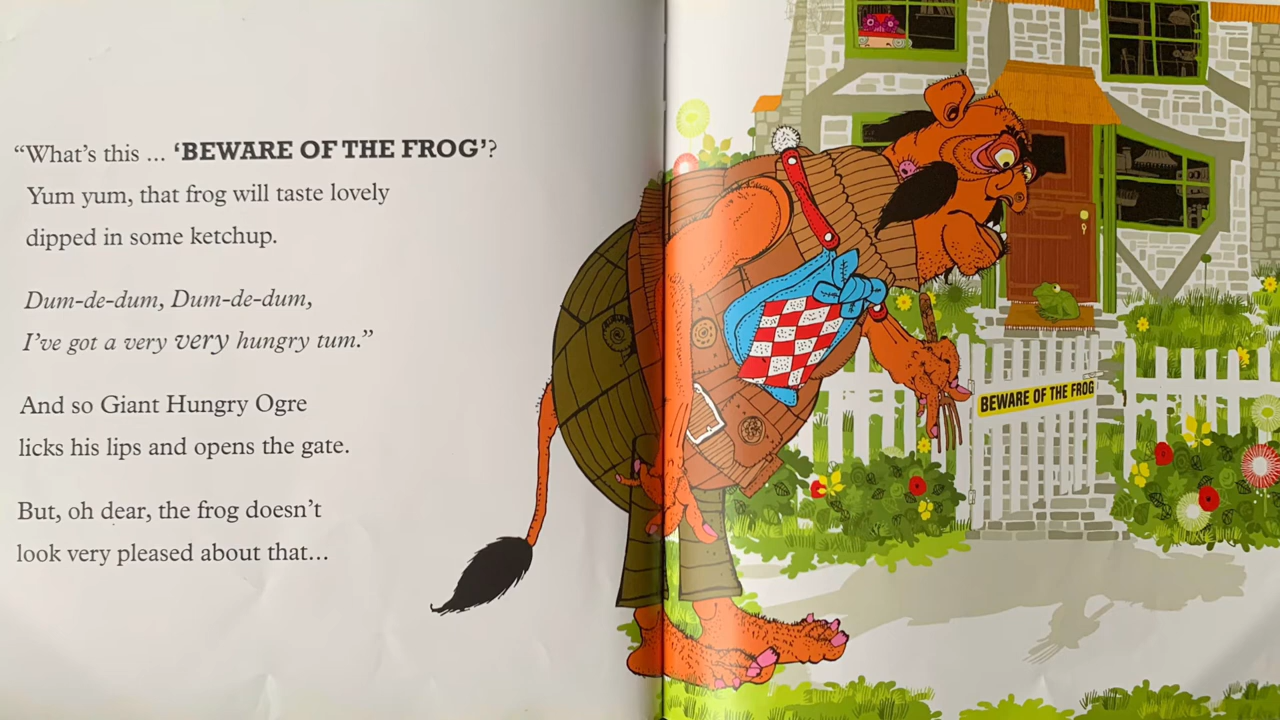 “What’s this ... ‘BEWARE OF THE FROG’?
Yum yum, that frog will taste lovely
dipped in some ketchup.
Dum-de-dum, Dum-de-dum,
I’ve got a very very hungry tum.”
And so Giant Hungry Ogre
licks his lips and opens the gate.
But, oh dear, the frog doesn’t
look very pleased about that...
BEWARE OF THE FROG